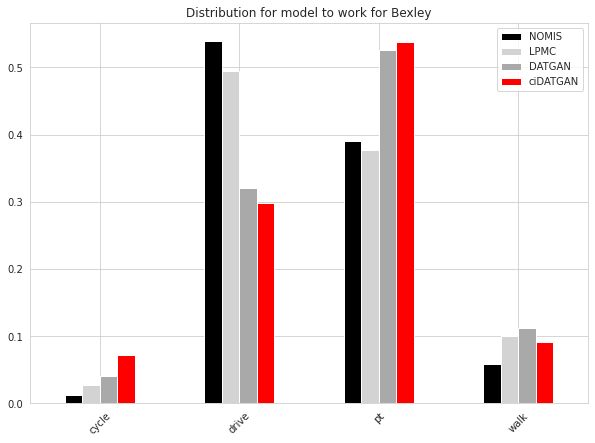 Distribution for model to work for Bexley
NOMIS
LPMC
DATGAN
ciDATGAN
0.5
0.4
0.3
0.2
0.1
0.0
cycle
drive
pt
walk